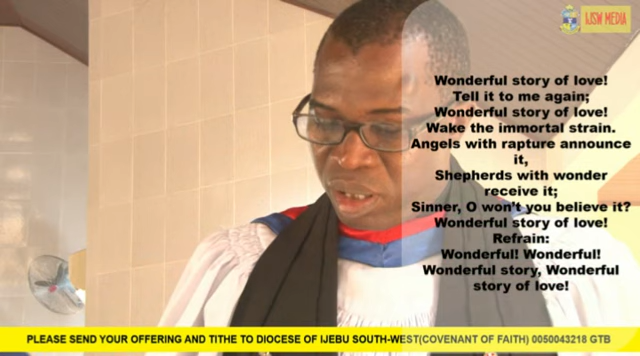 IJSW MEDIA
Wonderful story of love!
Tell it to me again;
Wonderful story of love!
Wake the immortal strain.
Angels with rapture announce
it,
Shepherds with wonder
receive it;
Sinner, O won't you believe it?
Wonderful story of love!
Refrain:
Wonderful! Wonderful!
Wonderful story, Wonderful
story of love!
PLEASE SEND YOUR OFFERING AND TITHE TO DIOCESE OF IJEBU SOUTH-WEST(COVENANT OF FAITH) 0050043218 GTB